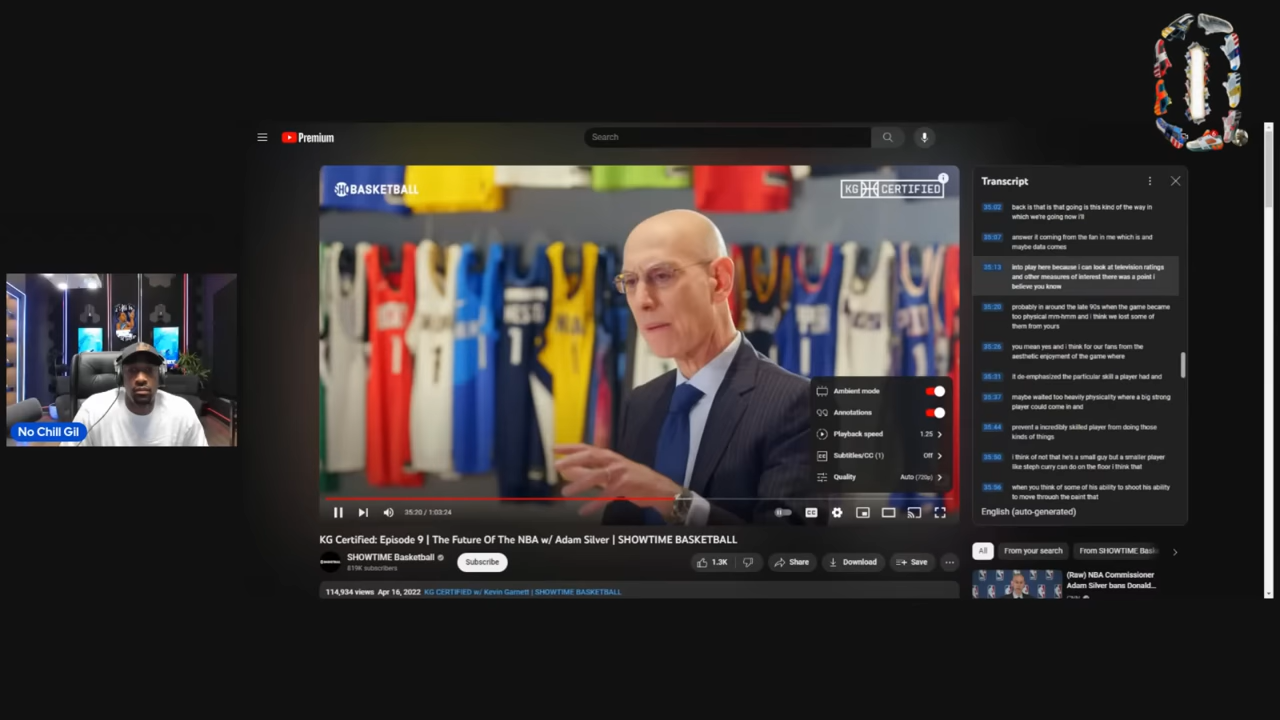 Premium
Search
SHO BASKETBALL
KG CERTIFIED
Transcript
35:02
back is that is that going is this kind of the way in
which we're going now i'll
35:07
answer it coming from the fan in me which is and
maybe data comes
35:13
into play here because i can look at television ratings
and other measures of interest there was a point i
believe you know
35:20
probably in around the late 90s when the game became
too physical mm-hmm and i think we lost some of
them from yours
35:26
you mean yes and i think for our fans from the
aesthetic enjoyment of the game where
35:31
it de-emphasized the particular skill a player had and
35:37
maybe waited too heavily physicality where a big strong
player could come in and
35:44
prevent a incredibly skilled player from doing those
kinds of things
35:50
i think of not that he's a small guy but a smaller player
like steph curry can do on the floor i think that
35:56
when you think of some of his ability to shoot his ability
to move through the paint that
English (auto-generated)
Ambient mode
Annotations
Playback speed 1.25
Subtitles/CC (1) Off
Quality Auto (720p)
No Chill Gil
35:20 / 1:03:24
KG Certified: Episode 9 | The Future Of The NBA w/ Adam Silver | SHOWTIME BASKETBALL
SHOWTIME Basketball
819K subscribers
Subscribe
1.3K
Share
Download
Save
114,934 views Apr 16, 2022 KG CERTIFIED w/ Kevin Garnett | SHOWTIME BASKETBALL
All
From your search
From SHOWTIME Bask
(Raw) NBA Commissioner
Adam Silver bans Donald...